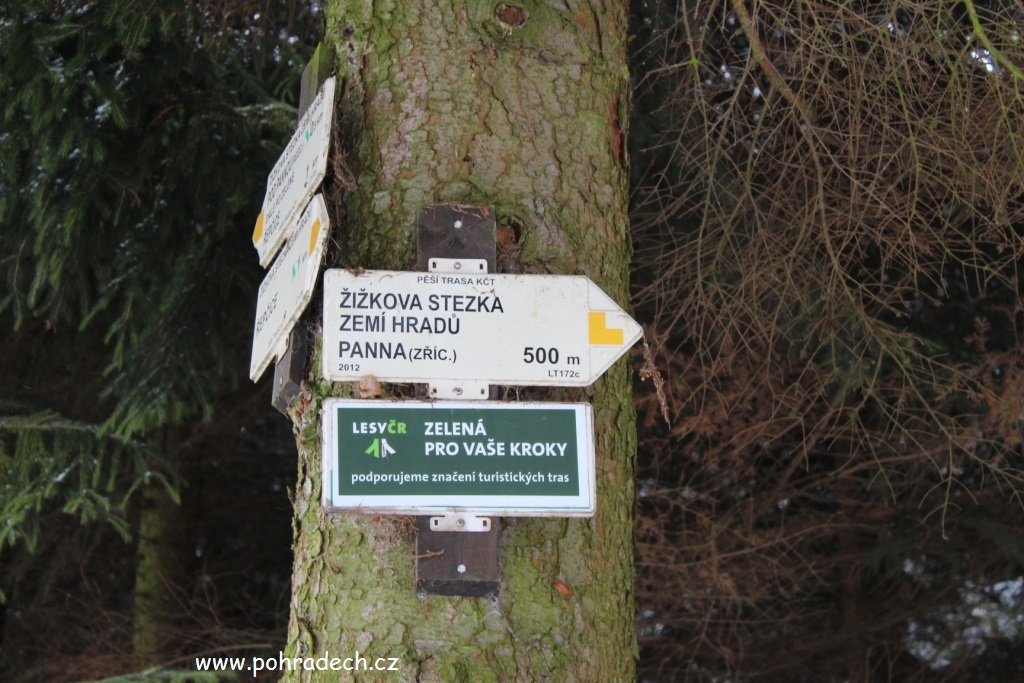 PĚŠÍ TRASA KČT
ŽIŽKOVA STEZKA
ZEMÍ HRADŮ
PANNA (ZŘÍC.) 500 m
2012 LT172c
LESYČR ZELENÁ
PRO VAŠE KROKY
podporujeme značení turistických tras
www.pohradech.cz